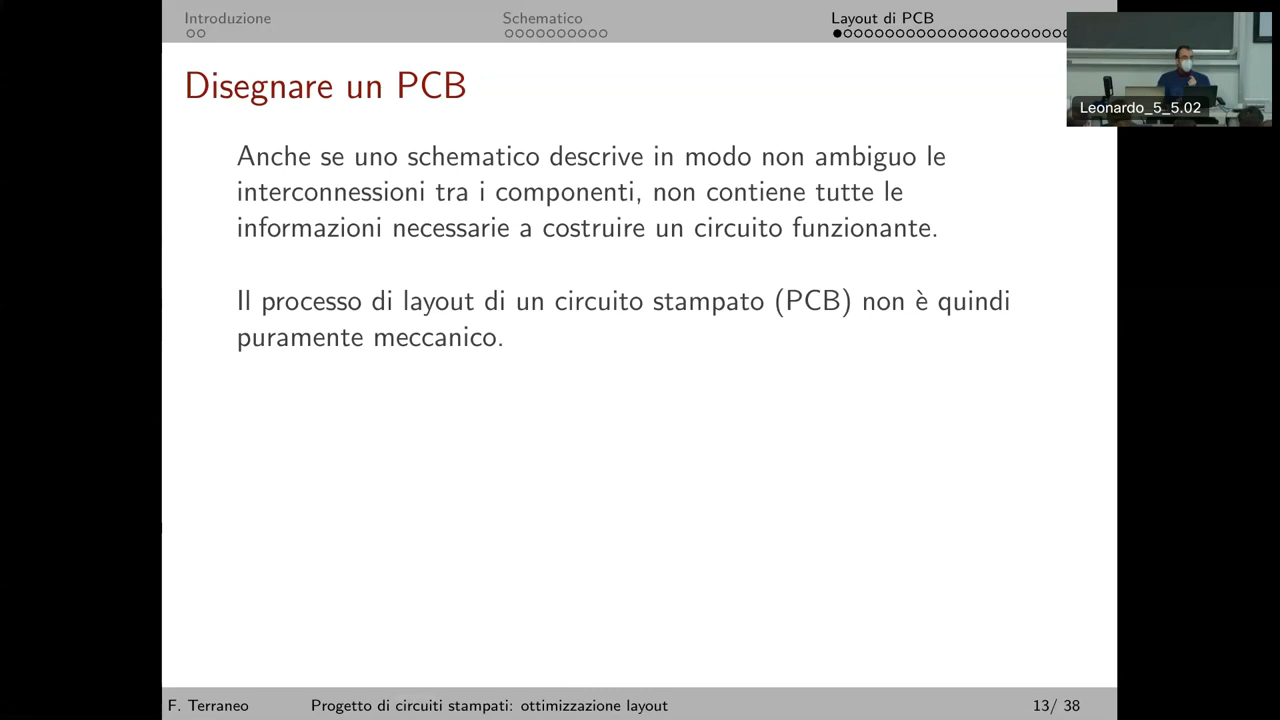 Introduzione
Schematico
Layout di PCB
Disegnare un PCB
Anche se uno schematico descrive in modo non ambiguo le
interconnessioni tra i componenti, non contiene tutte le
informazioni necessarie a costruire un circuito funzionante.
Il processo di layout di un circuito stampato (PCB) non è quindi
puramente meccanico.
Leonardo_5_5.02
F. Terraneo
Progetto di circuiti stampati: ottimizzazione layout
13/ 38